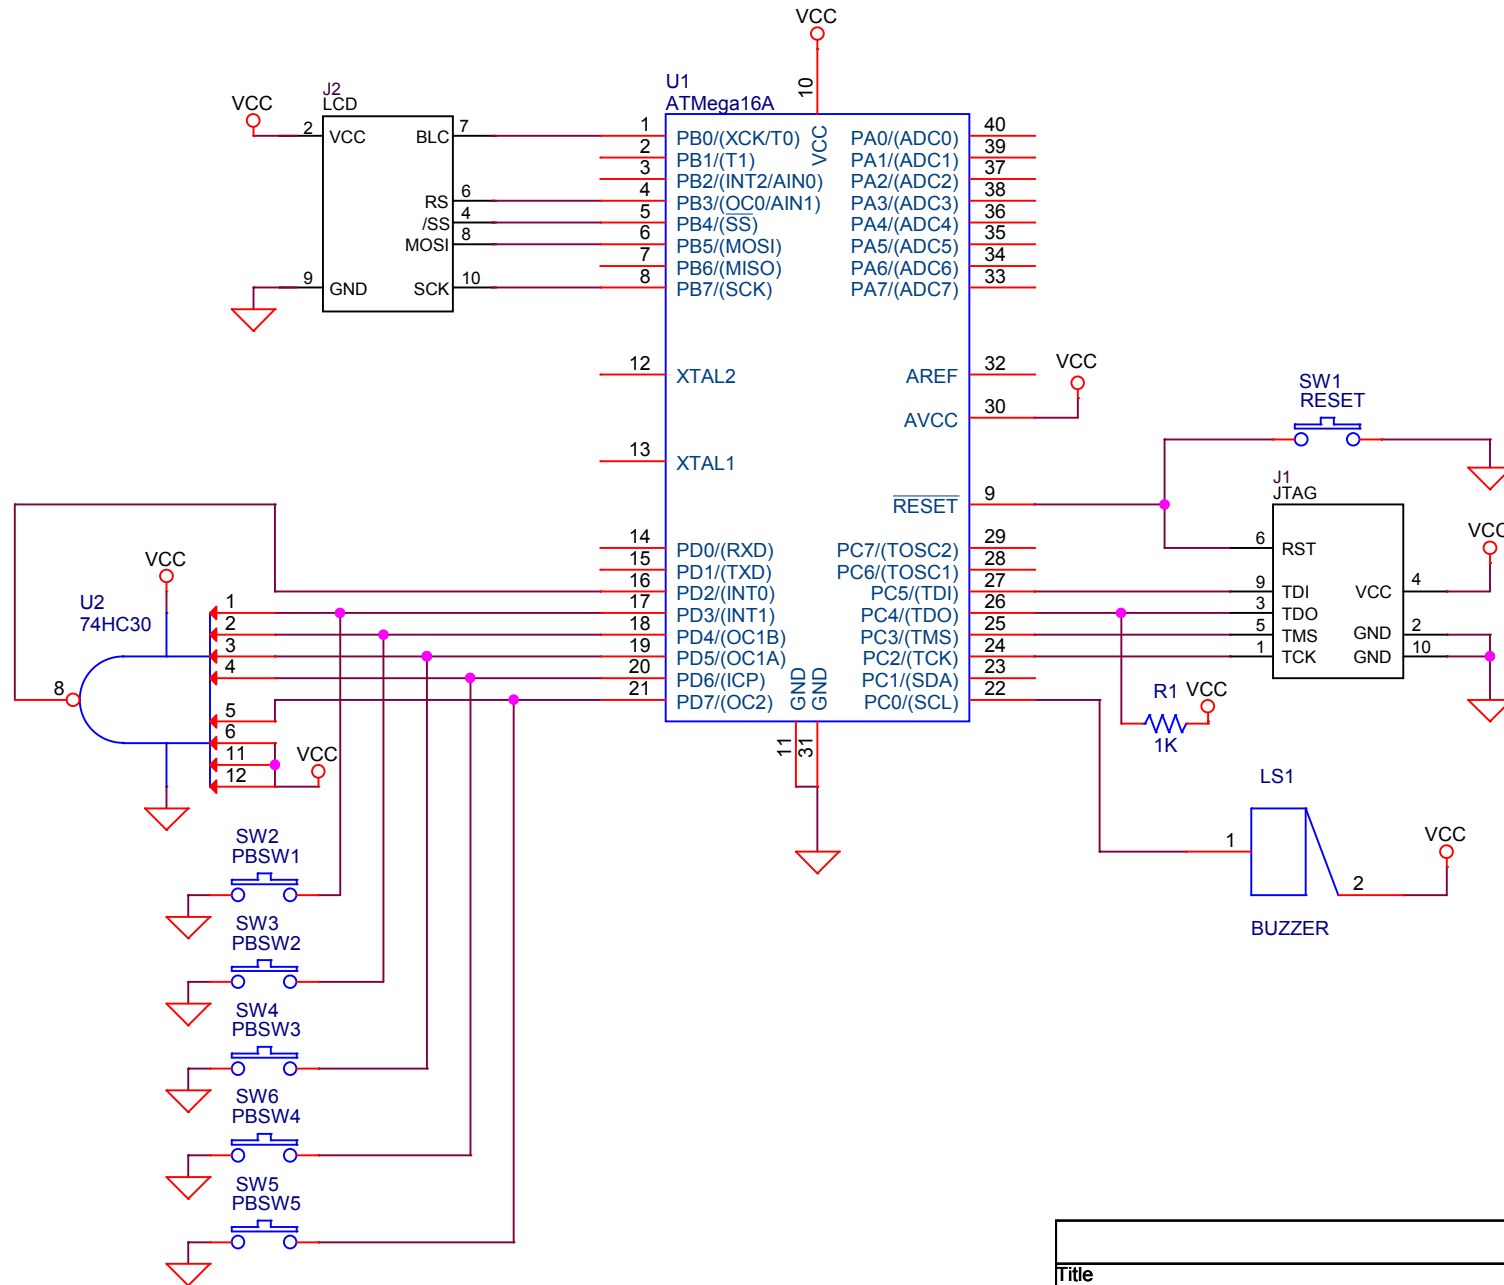 VCC
10
U1
ATMega16A
VCC
J2
LCD
VCC
2
VCC
BLC
7
RS
6
/SS
4
MOSI
8
9
GND
SCK
10
1
PB0/(XCK/T0)
2
PB1/(T1)
3
PB2/(INT2/AIN0)
4
PB3/(OC0/AIN1)
5
PB4/(SS)
6
PB5/(MOSI)
7
PB6/(MISO)
8
PB7/(SCK)
PA0/(ADC0)
40
PA1/(ADC1)
39
PA2/(ADC2)
37
PA3/(ADC3)
38
PA4/(ADC4)
36
PA5/(ADC5)
35
PA6/(ADC6)
34
PA7/(ADC7)
33
12
XTAL2
AREF
32
VCC
AVCC
30
13
XTAL1
RESET
9
SW1
RESET
J1
JTAG
VCC
6
RST
9
TDI
3
TDO
5
TMS
1
TCK
VCC
4
GND
2
GND
10
14
PD0/(RXD)
15
PD1/(TXD)
16
PD2/(INT0)
17
PD3/(INT1)
18
PD4/(OC1B)
19
PD5/(OC1A)
20
PD6/(ICP)
21
PD7/(OC2)
PC7/(TOSC2)
29
PC6/(TOSC1)
28
PC5/(TDI)
27
PC4/(TDO)
26
PC3/(TMS)
25
PC2/(TCK)
24
PC1/(SDA)
23
PC0/(SCL)
22
GND
GND
11
31
VCC
U2
74HC30
8
1
2
3
4
5
6
11
12
VCC
R1
VCC
1K
LS1
1
2
VCC
BUZZER
SW2
PBSW1
SW3
PBSW2
SW4
PBSW3
SW6
PBSW4
SW5
PBSW5
Title